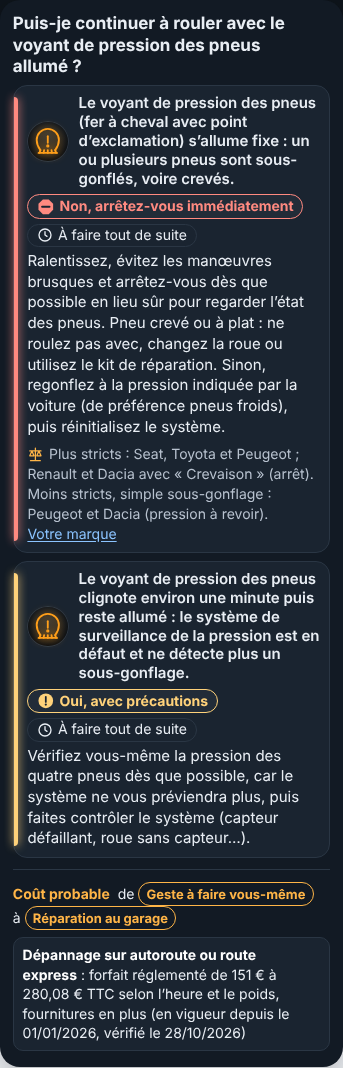 Puis-je continuer à rouler avec le
voyant de pression des pneus
allumé ?
Le voyant de pression des pneus
(fer à cheval avec point
d’exclamation) s’allume fixe : un
ou plusieurs pneus sont sous-
gonflés, voire crevés.
Non, arrêtez-vous immédiatement
À faire tout de suite
Ralentissez, évitez les manœuvres
brusques et arrêtez-vous dès que
possible en lieu sûr pour regarder l’état
des pneus. Pneu crevé ou à plat : ne
roulez pas avec, changez la roue ou
utilisez le kit de réparation. Sinon,
regonflez à la pression indiquée par la
voiture (de préférence pneus froids),
puis réinitialisez le système.
Plus stricts : Seat, Toyota et Peugeot ;
Renault et Dacia avec « Crevaison » (arrêt).
Moins stricts, simple sous-gonflage :
Peugeot et Dacia (pression à revoir).
Votre marque
Le voyant de pression des pneus
clignote environ une minute puis
reste allumé : le système de
surveillance de la pression est en
défaut et ne détecte plus un
sous-gonflage.
Oui, avec précautions
À faire tout de suite
Vérifiez vous-même la pression des
quatre pneus dès que possible, car le
système ne vous préviendra plus, puis
faites contrôler le système (capteur
défaillant, roue sans capteur…).
Coût probable de Geste à faire vous-même
à Réparation au garage
Dépannage sur autoroute ou route
express : forfait réglementé de 151 € à
280,08 € TTC selon l’heure et le poids,
fournitures en plus (en vigueur depuis le
01/01/2026, vérifié le 28/10/2026)